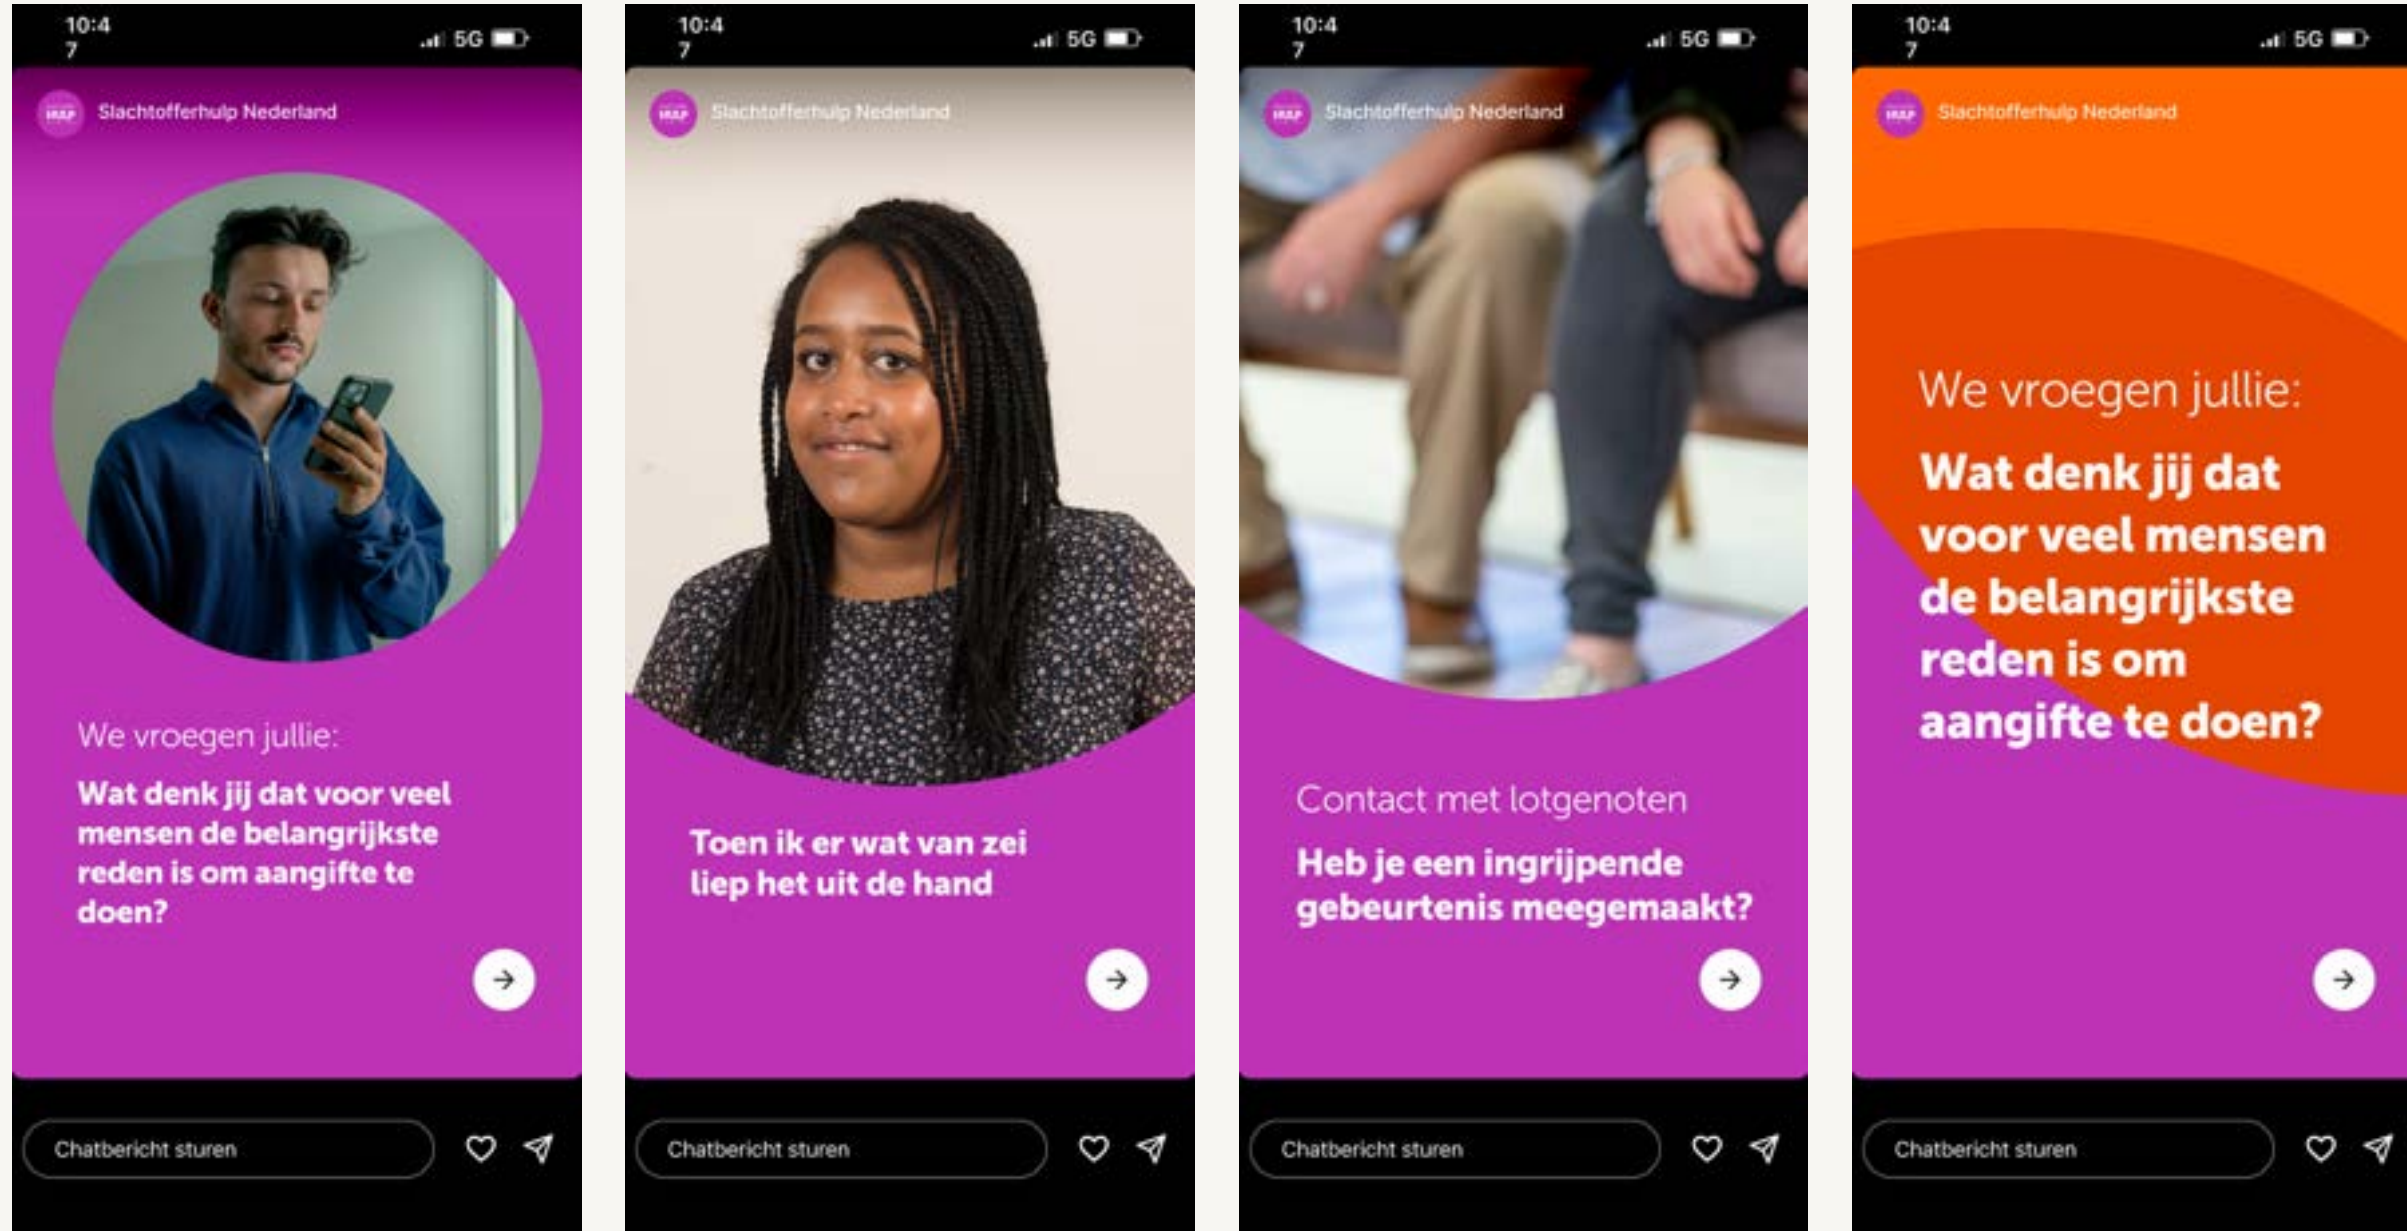 10:4
7
5G
HULP
Slachtofferhulp Nederland
We vroegen jullie:
Wat denk jij dat voor veel
mensen de belangrijkste
reden is om aangifte te
doen?
Chatbericht sturen
10:4
7
5G
HULP
Slachtofferhulp Nederland
Toen ik er wat van zei
liep het uit de hand
Chatbericht sturen
10:4
7
5G
HULP
Slachtofferhulp Nederland
Contact met lotgenoten
Heb je een ingrijpende
gebeurtenis meegemaakt?
Chatbericht sturen
10:4
7
5G
HULP
Slachtofferhulp Nederland
We vroegen jullie:
Wat denk jij dat
voor veel mensen
de belangrijkste
reden is om
aangifte te doen?
Chatbericht sturen